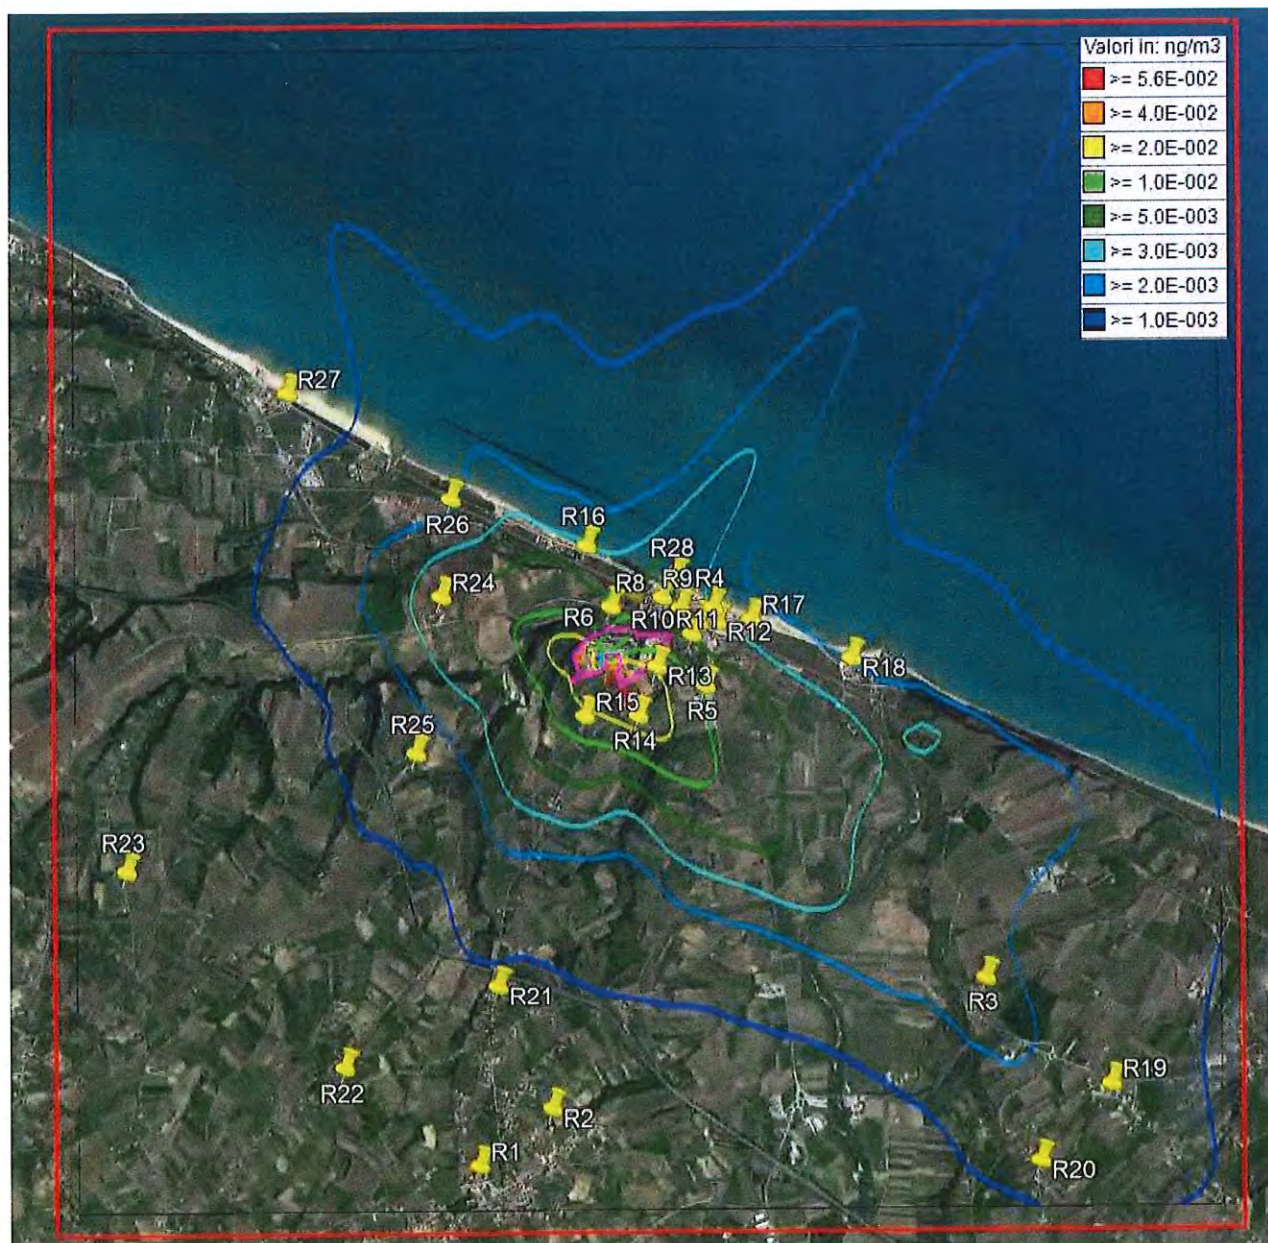 Valori in: ng/m3
>= 5.6E-002
>= 4.0E-002
>= 2.0E-002
>= 1.0E-002
>= 5.0E-003
>= 3.0E-003
>= 2.0E-003
>= 1.0E-003
R27
R26
R16
R28
R24
R8
R9
R4
R17
R6
R10
R11
R12
R18
R13
R5
R15
R14
R25
R23
R21
R3
R22
R19
R2
R1
R20